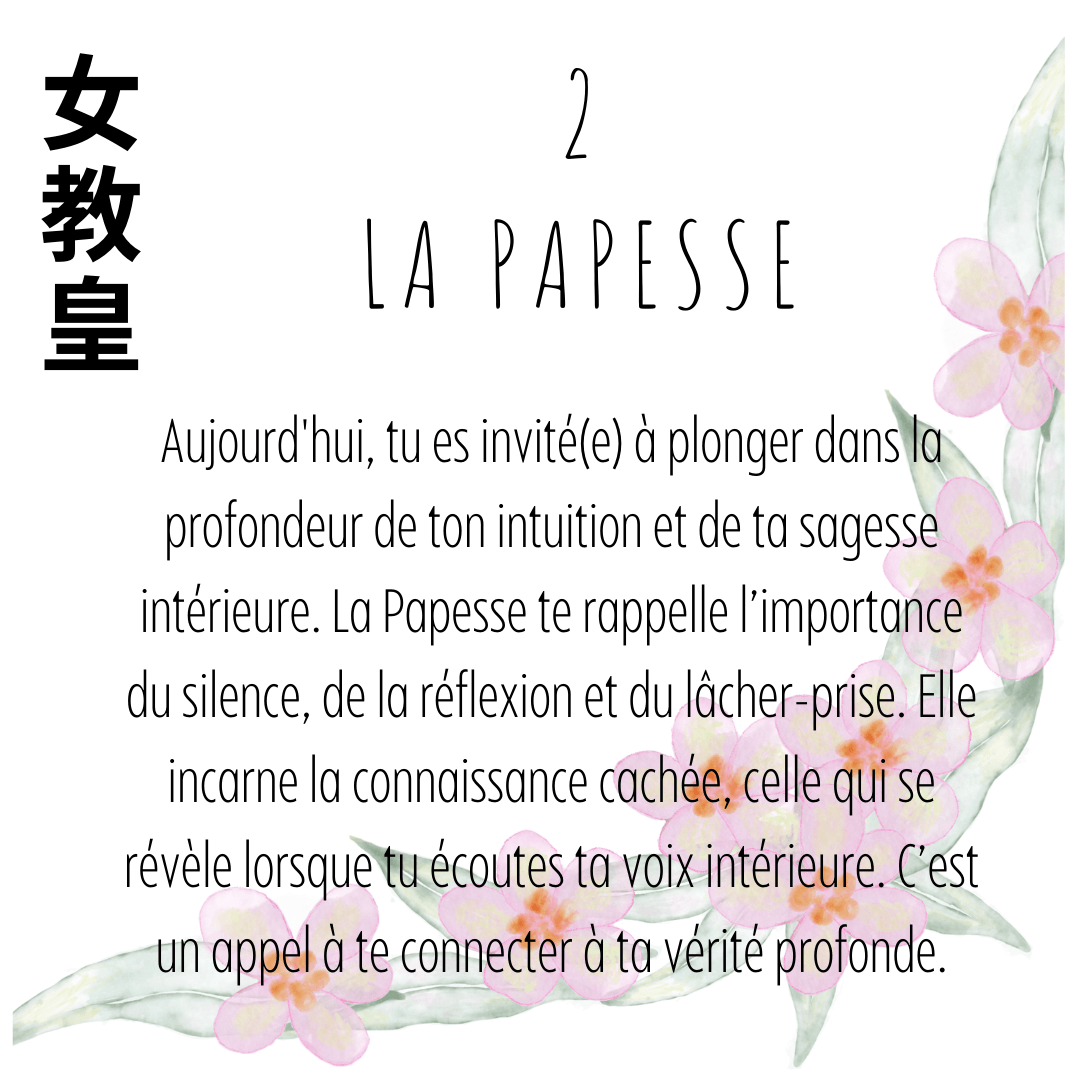 女教皇
2
LA PAPESSE
Aujourd'hui, tu es invité(e) à plonger dans la
profondeur de ton intuition et de ta sagesse
intérieure. La Papesse te rappelle l’importance
du silence, de la réflexion et du lâcher-prise. Elle
incarne la connaissance cachée, celle qui se
révèle lorsque tu écoutes ta voix intérieure. C’est
un appel à te connecter à ta vérité profonde.